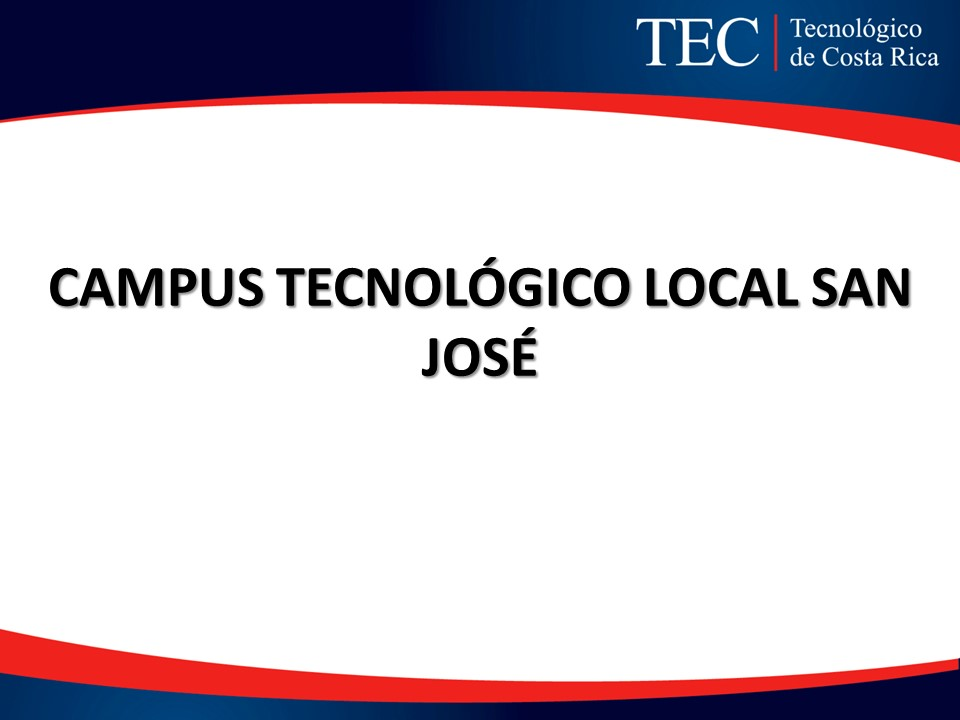 TEC | Tecnológico
de Costa Rica
CAMPUS TECNOLÓGICO LOCAL SAN
JOSÉ